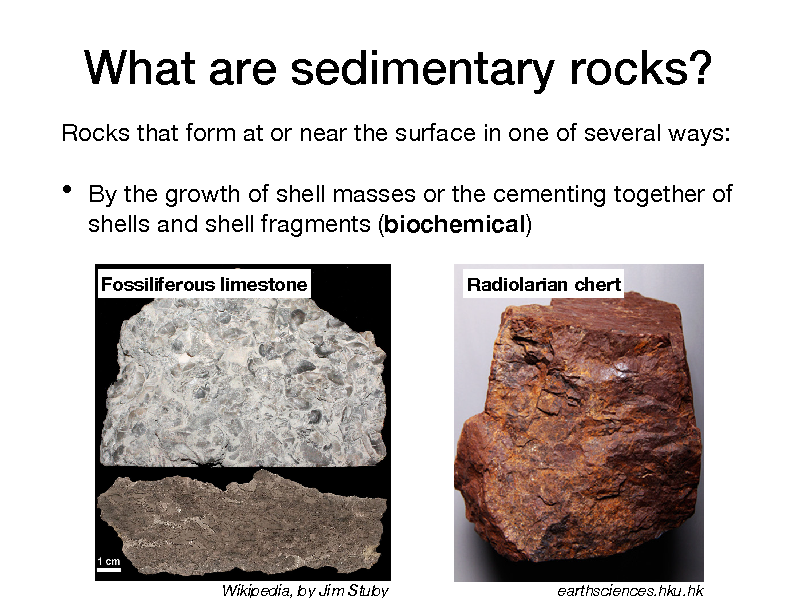 What are sedimentary rocks?
Rocks that form at or near the surface in one of several ways:
• By the growth of shell masses or the cementing together of
shells and shell fragments (biochemical)
Fossiliferous limestone
Radiolarian chert
1 cm
Wikipedia, by Jim Stuby
earthsciences.hku.hk